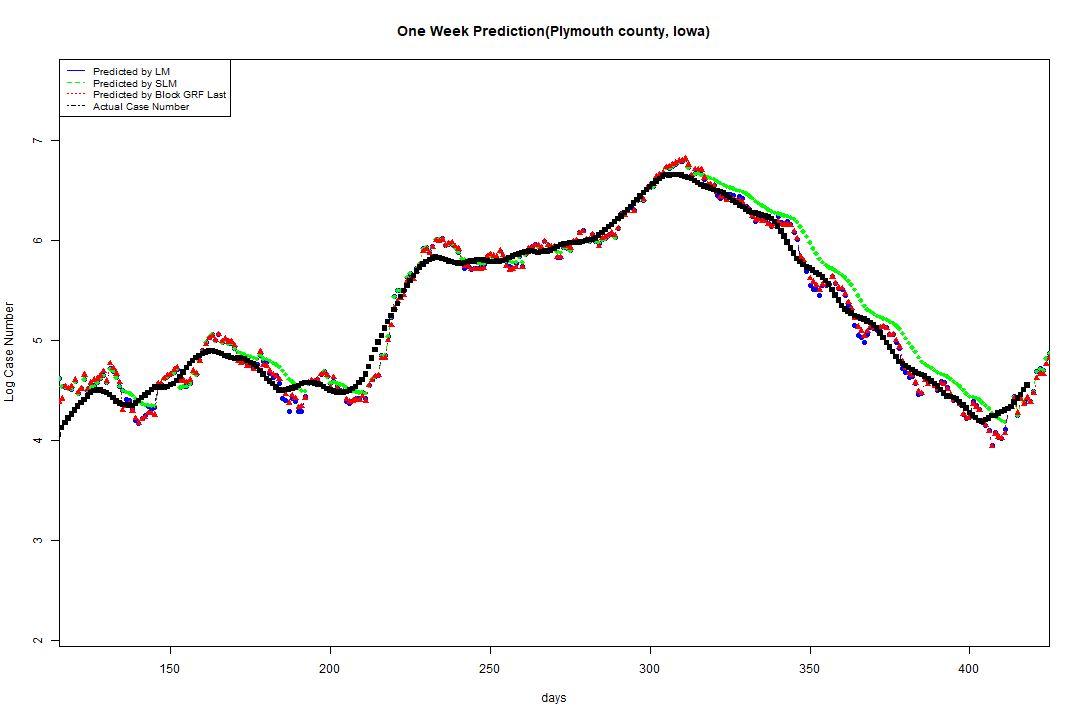 One Week Prediction(Plymouth county, Iowa)
Predicted by LM
Predicted by SLM
Predicted by Block GRF Last
Actual Case Number
7
6
5
4
3
2
Log Case Number
150 200 250 300 350 400
days